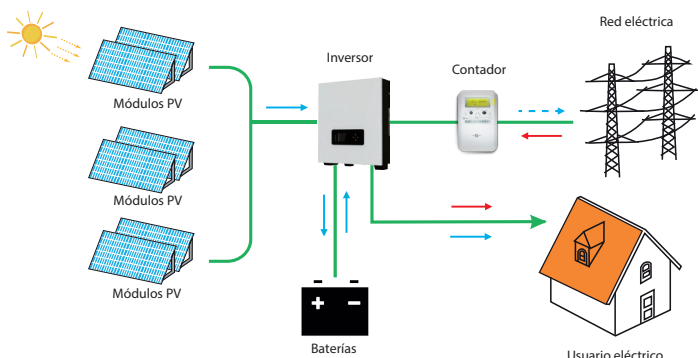 Red eléctrica
Inversor
Contador
Módulos PV
Módulos PV
Módulos PV
+ −
Baterías
Usuario eléctrico